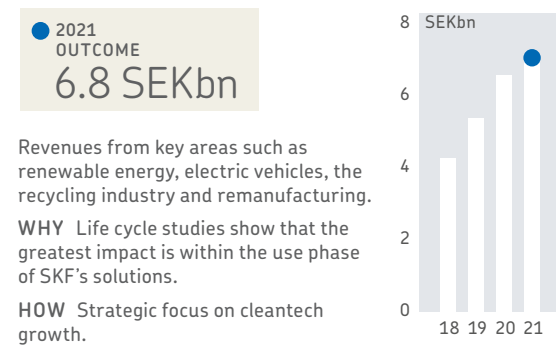 2021
OUTCOME
6.8 SEKbn
Revenues from key areas such as
renewable energy, electric vehicles, the
recycling industry and remanufacturing.
WHY Life cycle studies show that the
greatest impact is within the use phase
of SKF’s solutions.
HOW Strategic focus on cleantech
growth.
SEKbn
8
6
4
2
0
18 19 20 21